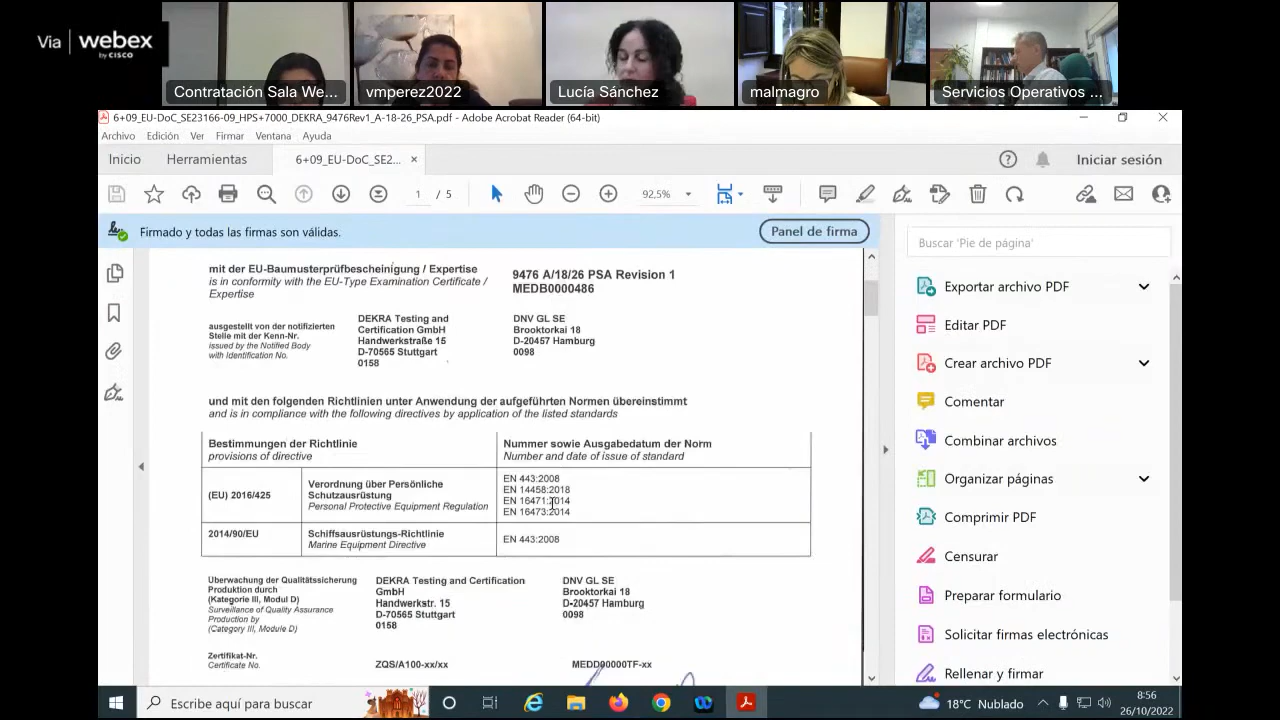 Via webex
by CISCO
Contratación Sala We...
vmperez2022
Lucía Sánchez
malmagro
Servicios Operativos ...
6+09_EU-DoC_SE23166-09_HPS+7000_DEKRA_9476Rev1_A-18-26_PSA.pdf - Adobe Acrobat Reader (64-bit)
Archivo Edición Ver Firmar Ventana Ayuda
Inicio Herramientas 6+09_EU-DoC_SE2... × Iniciar sesión
1 / 5 92,5%
Firmado y todas las firmas son válidas.
Panel de firma
Buscar 'Pie de página'
Exportar archivo PDF
Editar PDF
Crear archivo PDF
Comentar
Combinar archivos
Organizar páginas
Comprimir PDF
Censurar
Preparar formulario
Solicitar firmas electrónicas
Rellenar y firmar
mit der EU-Baumusterprüfbescheinigung / Expertise
is in conformity with the EU-Type Examination Certificate /
Expertise
9476 A/18/26 PSA Revision 1
MEDB0000486
ausgestellt von der notifizierten
Stelle mit der Kenn-Nr.
issued by the Notified Body
with Identification No.
DEKRA Testing and
Certification GmbH
Handwerkstraße 15
D-70565 Stuttgart
0158
DNV GL SE
Brooktorkai 18
D-20457 Hamburg
0098
und mit den folgenden Richtlinien unter Anwendung der aufgeführten Normen übereinstimmt
and is in compliance with the following directives by application of the listed standards
Bestimmungen der Richtlinie
provisions of directive
Nummer sowie Ausgabedatum der Norm
Number and date of issue of standard
(EU) 2016/425
Verordnung über Persönliche
Schutzausrüstung
Personal Protective Equipment Regulation
EN 443:2008
EN 14458:2018
EN 16471:2014
EN 16473:2014
2014/90/EU
Schiffsausrüstungs-Richtlinie
Marine Equipment Directive
EN 443:2008
Überwachung der Qualitätssicherung
Produktion durch
(Kategorie III, Modul D)
Surveillance of Quality Assurance
Production by
(Category III, Module D)
DEKRA Testing and Certification
GmbH
Handwerkstr. 15
D-70565 Stuttgart
0158
DNV GL SE
Brooktorkai 18
D-20457 Hamburg
0098
Zertifikat-Nr.
Certificate No.
ZQS/A100-xx/xx
MEDD00000TF-xx
Escribe aquí para buscar
18°C Nublado
8:56
26/10/2022